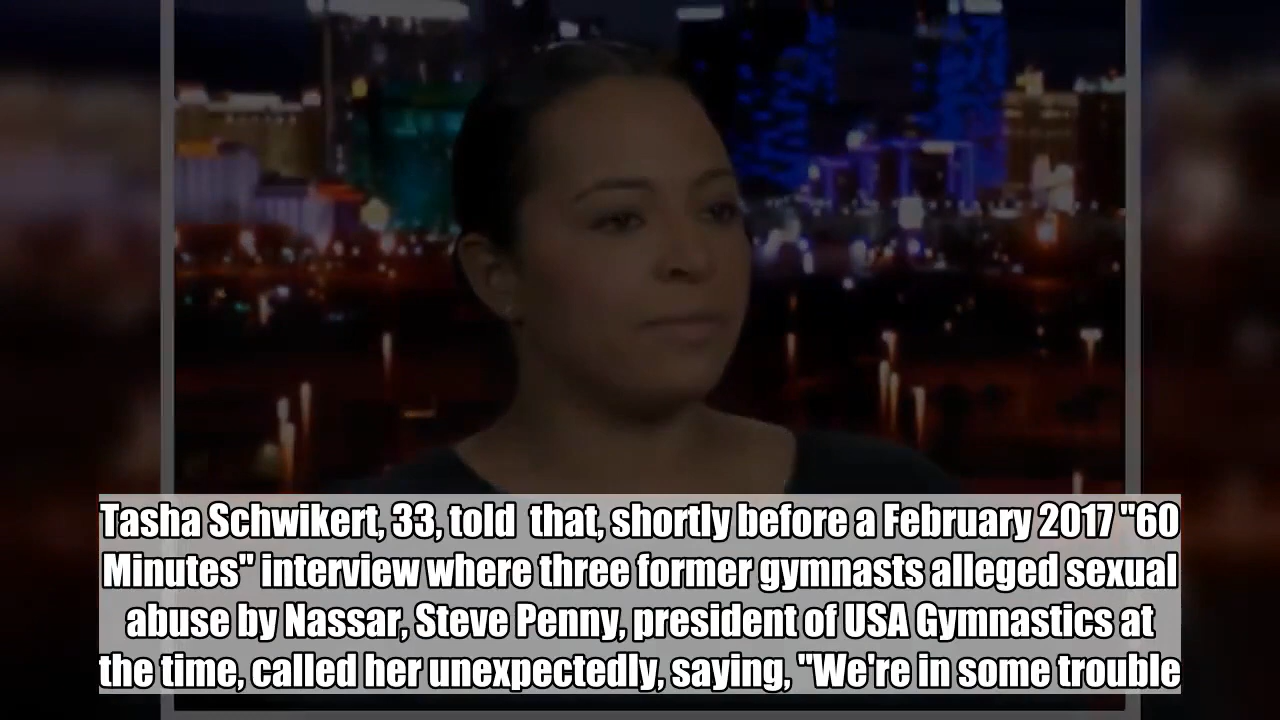 Tasha Schwikert, 33, told  that, shortly before a February 2017 "60
Minutes" interview where three former gymnasts alleged sexual
abuse by Nassar, Steve Penny, president of USA Gymnastics at
the time, called her unexpectedly, saying, "We're in some trouble